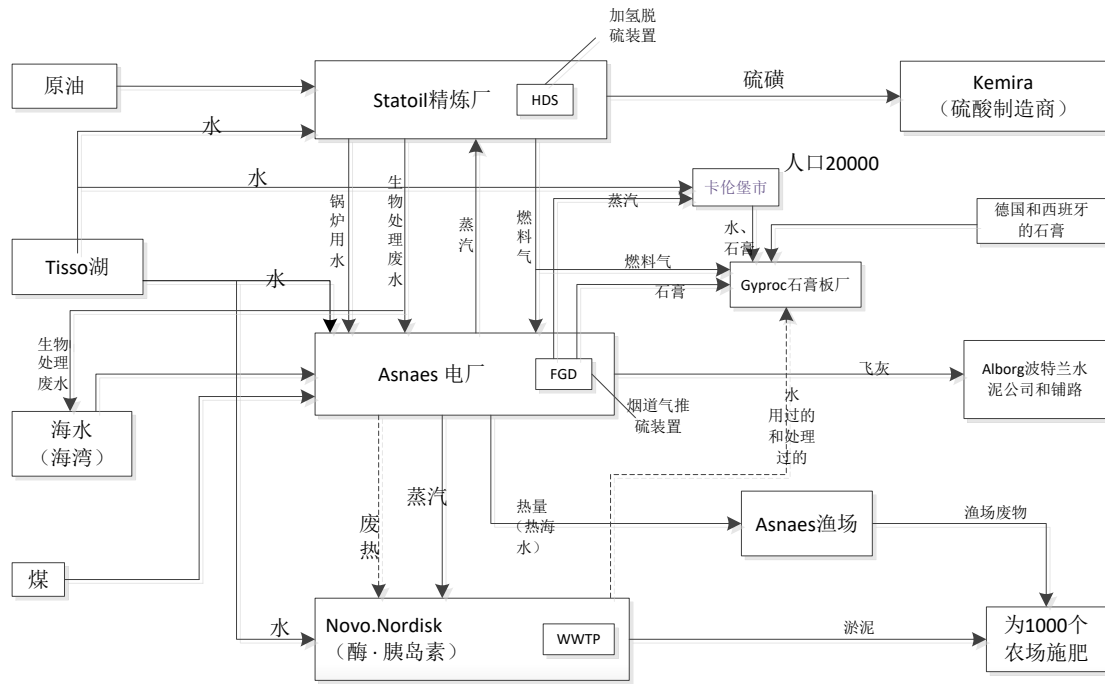 加氢脱
硫装置
原油
Statoil精炼厂
HDS
硫磺
Kemira
（硫酸制造商）
水
人口20000
水
卡伦堡市
蒸汽
锅炉用水
生物处理废水
蒸汽
燃料气
水、
石膏
德国和西班牙
的石膏
Tisso湖
水
燃料气
石膏
Gyproc石膏板厂
生物
处理
废水
Asnaes 电厂
FGD
飞灰
Alborg波特兰水
泥公司和铺路
烟道气推
硫装置
水
用过的
和处理
过的
海水
（海湾）
废热
蒸汽
热量
（热海
水）
Asnaes渔场
渔场废物
煤
水
Novo.Nordisk
（酶·胰岛素）
WWTP
淤泥
为1000个
农场施肥